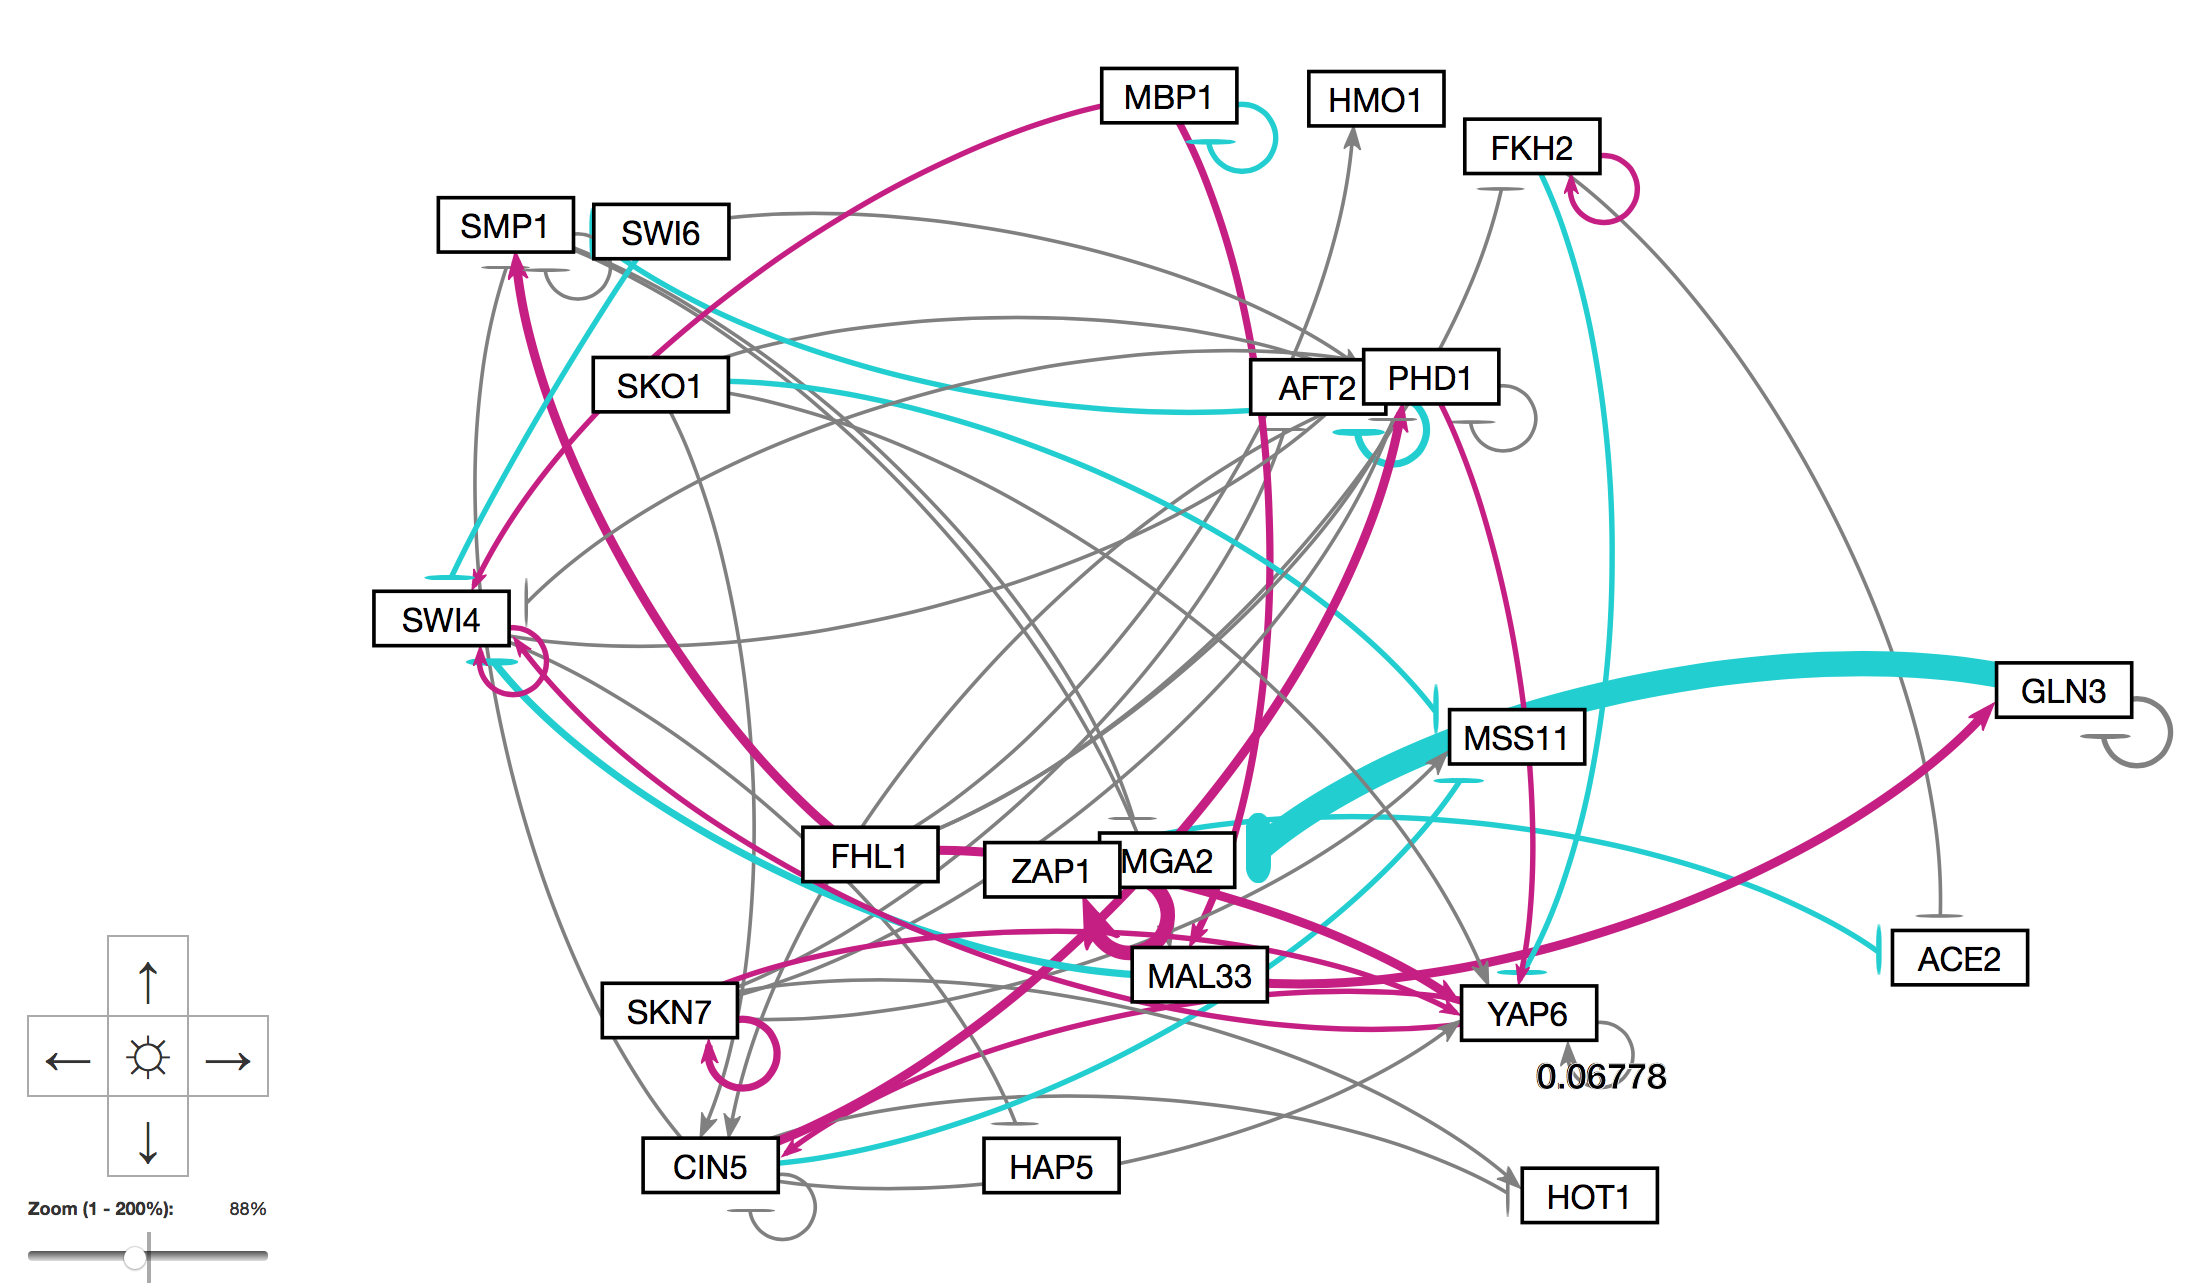 MBP1
HMO1
FKH2
SMP1
SWI6
SKO1
AFT2
PHD1
SWI4
GLN3
MSS11
FHL1
ZAP1
MGA2
ACE2
MAL33
SKN7
YAP6
0.06778
CIN5
HAP5
HOT1
Zoom (1 - 200%): 88%